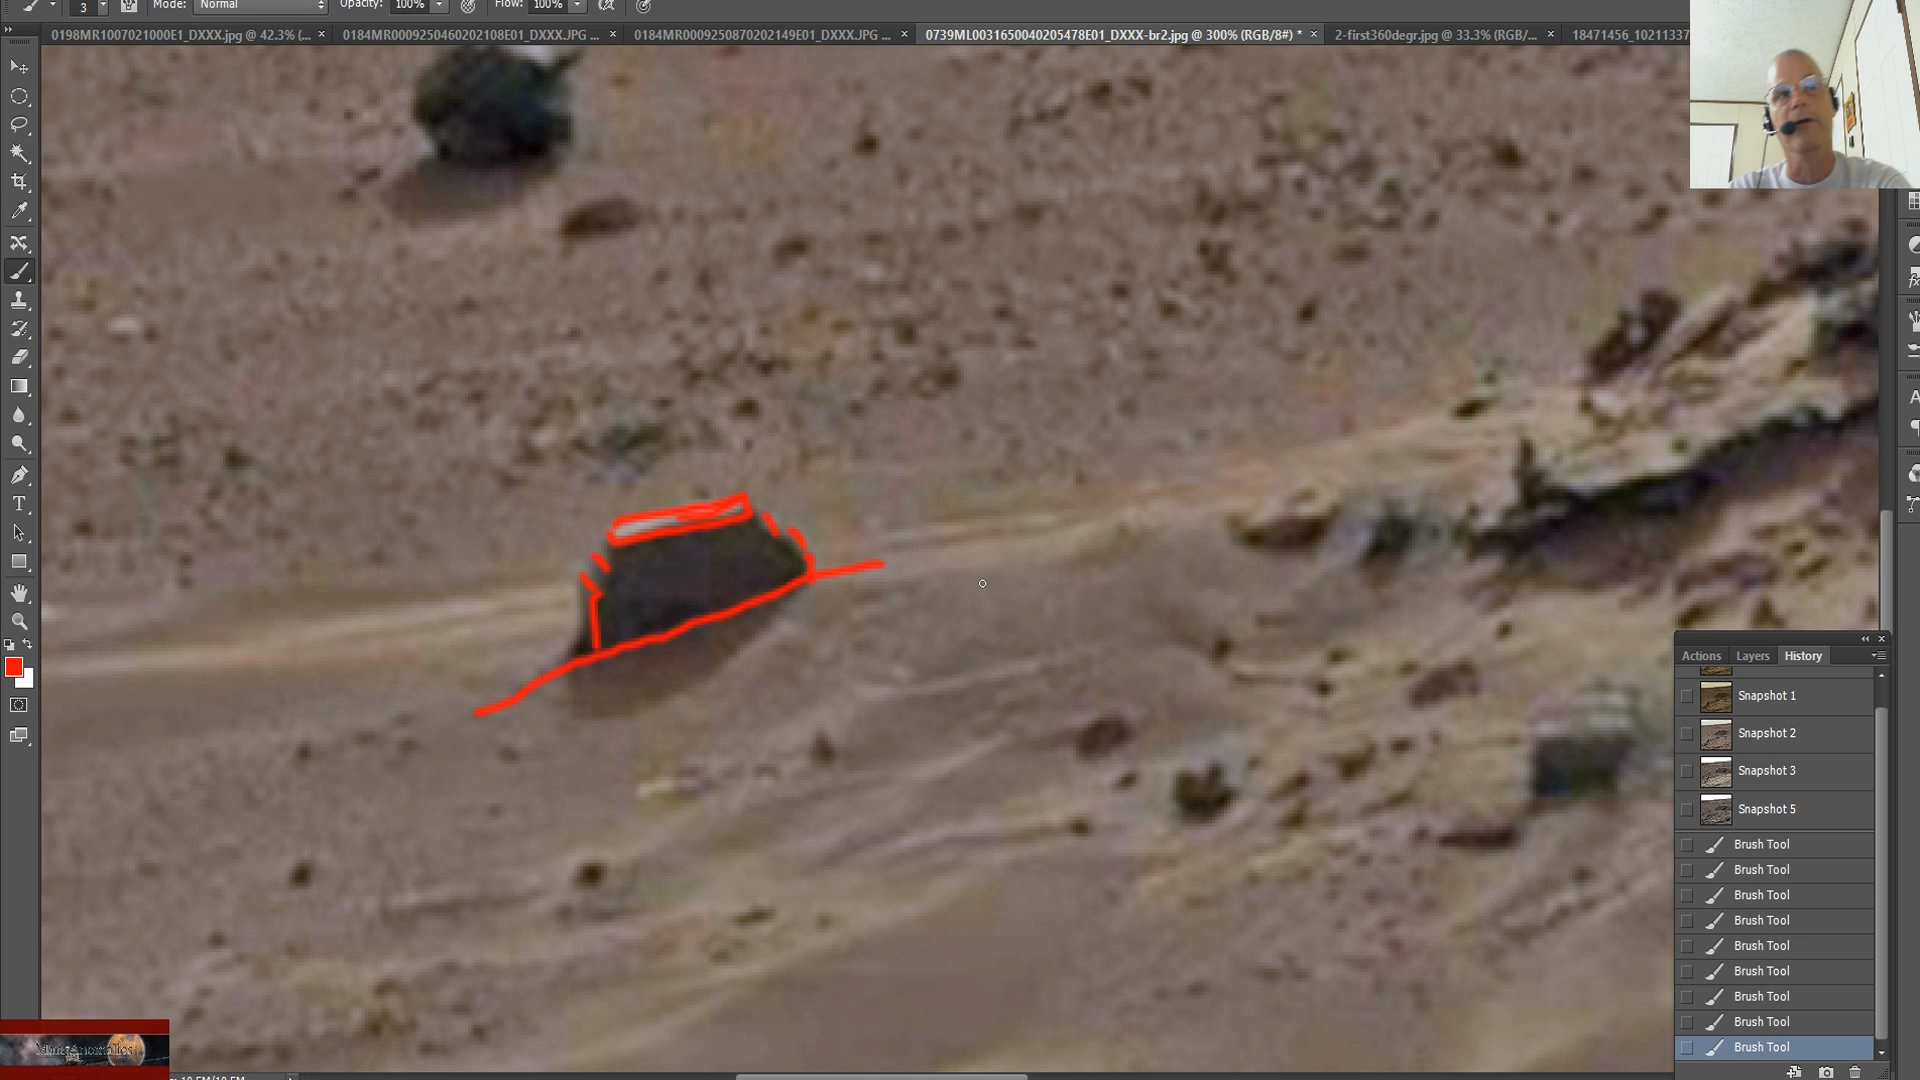 3 Mode: Normal Opacity: 100% Flow: 100%
0198MR1007021000E1_DXXX.jpg @ 42.3% (... × 0184MR0009250460202108E01_DXXX.JPG ... × 0184MR0009250870202149E01_DXXX.JPG ... × 0739ML0031650040205478E01_DXXX-br2.jpg @ 300% (RGB/8#) * × 2-first360degr.jpg @ 33.3% (RGB/... × 18471456_10211337
Actions Layers History
Snapshot 1
Snapshot 2
Snapshot 3
Snapshot 5
Brush Tool
Brush Tool
Brush Tool
Brush Tool
Brush Tool
Brush Tool
Brush Tool
Brush Tool
Brush Tool